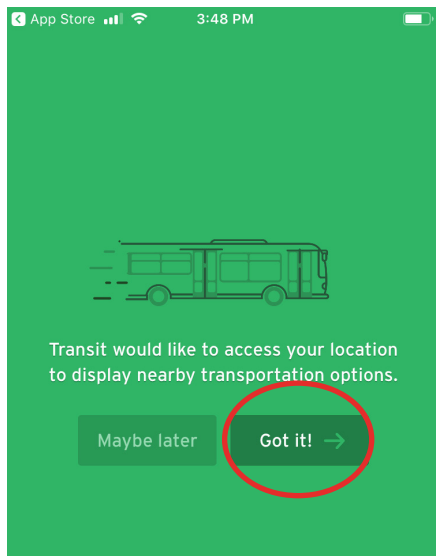 App Store 3:48 PM
Transit would like to access your location
to display nearby transportation options.
Maybe later Got it! →